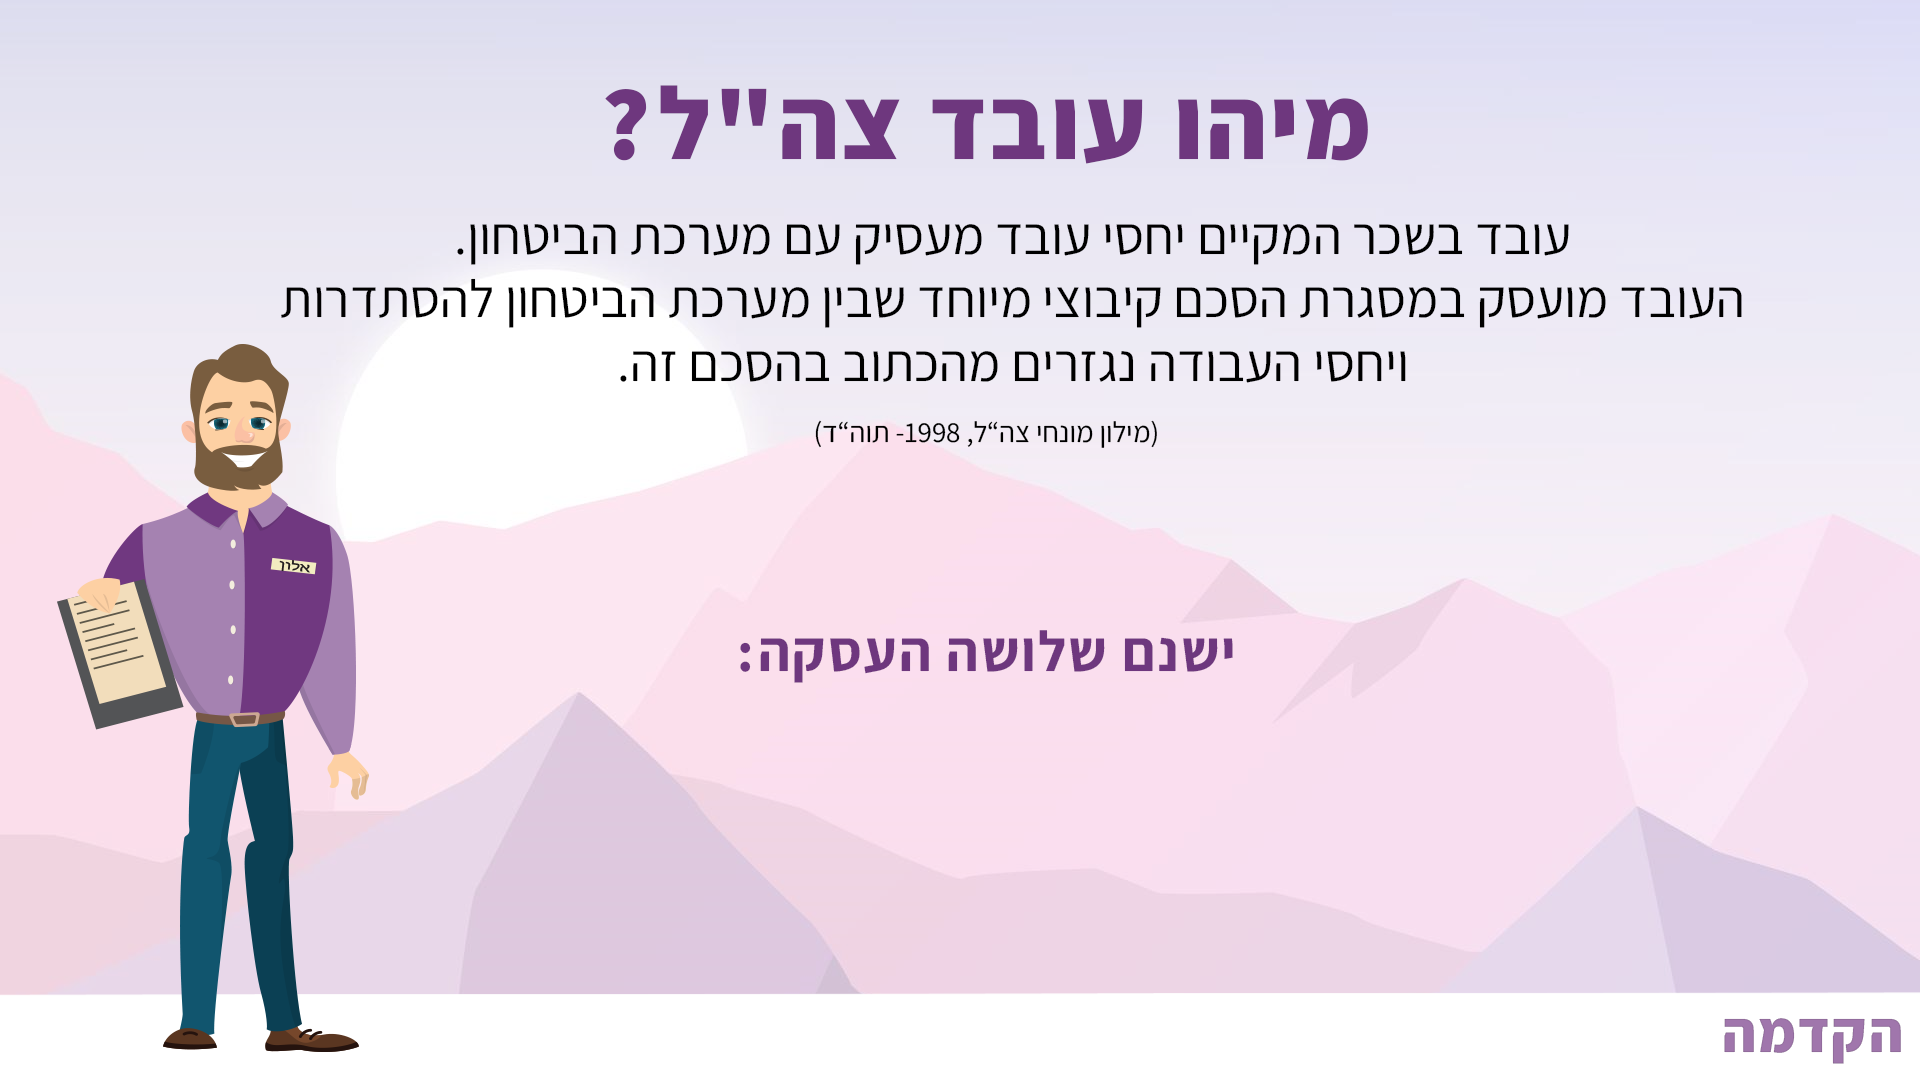 מיהו עובד צה"ל?
עובד בשכר המקיים יחסי עובד מעסיק עם מערכת הביטחון.
העובד מועסק במסגרת הסכם קיבוצי מיוחד שבין מערכת הביטחון להסתדרות
ויחסי העבודה נגזרים מהכתוב בהסכם זה.
(מילון מונחי צה“ל, 1998- תוה“ד)
אלון
ישנם שלושה העסקה:
הקדמה